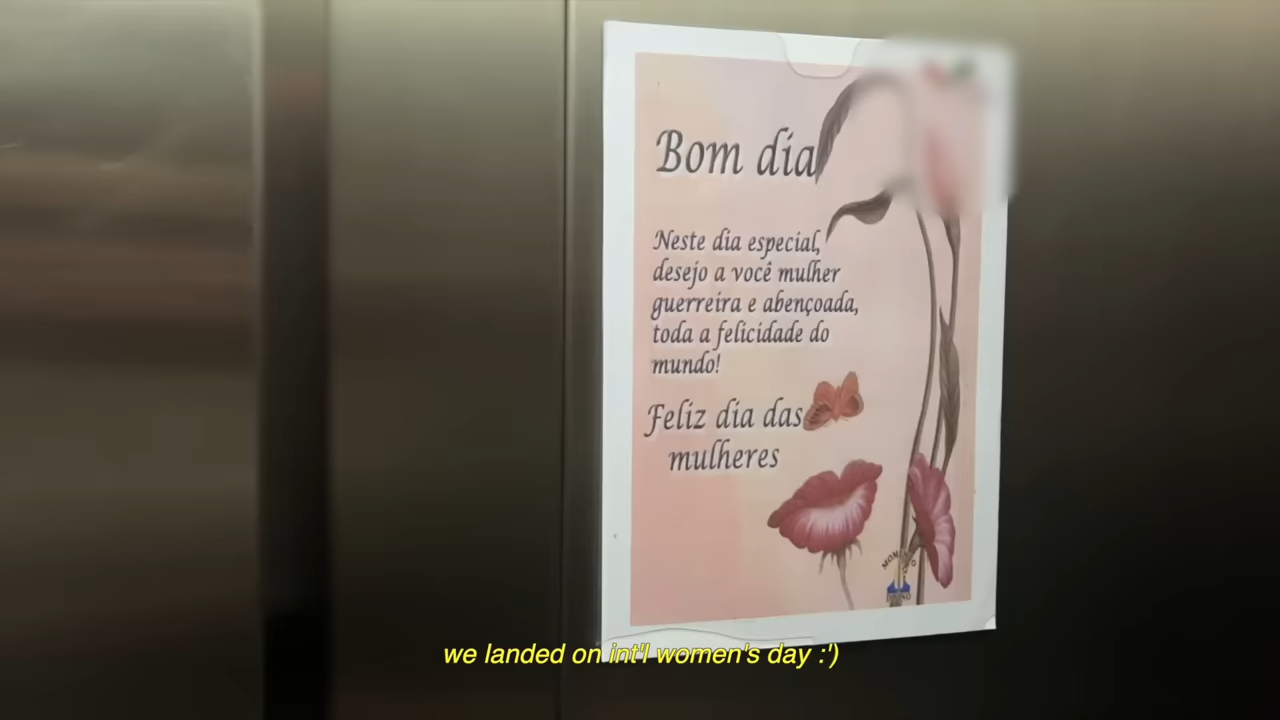 Bom dia
Neste dia especial,
desejo a você mulher
guerreira e abençoada,
toda a felicidade do
mundo!
Feliz dia das
mulheres
we landed on int'l women's day :')